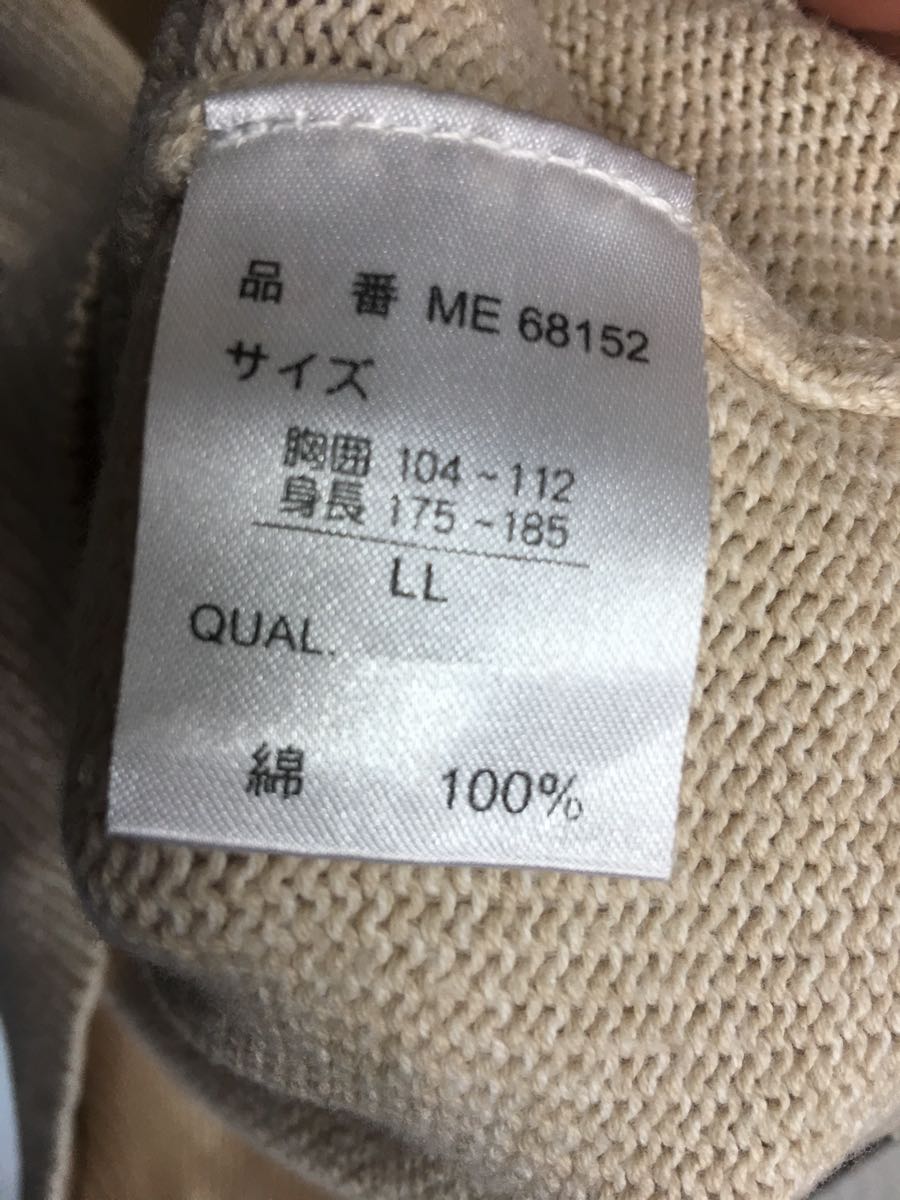 品 番 ME 68152
サイズ
胸囲 104 ~ 112
身長 175 ~ 185
LL
QUAL.
綿 100%